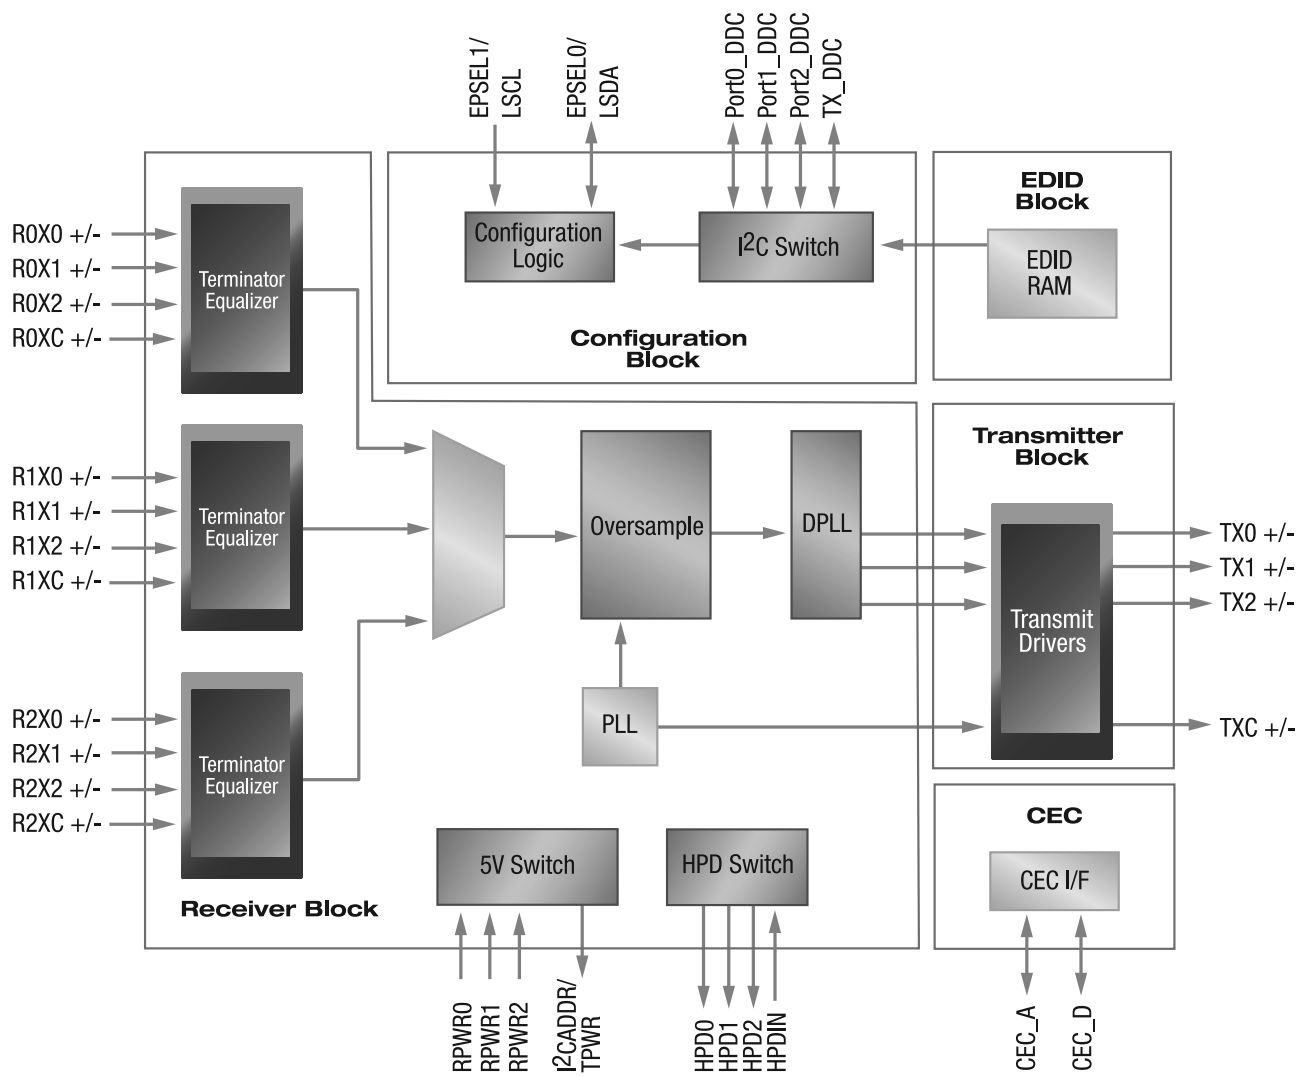 EPSEL1/
LSCL
EPSEL0/
LSDA
Port0_DDC
Port1_DDC
Port2_DDC
TX_DDC
R0X0 +/-
R0X1 +/-
R0X2 +/-
R0XC +/-
Terminator
Equalizer
Configuration
Logic
I²C Switch
Configuration
Block
EDID
Block
EDID
RAM
R1X0 +/-
R1X1 +/-
R1X2 +/-
R1XC +/-
Terminator
Equalizer
Oversample
DPLL
PLL
Transmitter
Block
Transmit
Drivers
TX0 +/-
TX1 +/-
TX2 +/-
TXC +/-
R2X0 +/-
R2X1 +/-
R2X2 +/-
R2XC +/-
Terminator
Equalizer
Receiver Block
5V Switch
HPD Switch
RPWR0
RPWR1
RPWR2
I²CADDR/
TPWR
HPD0
HPD1
HPD2
HPDIN
CEC
CEC I/F
CEC_A
CEC_D